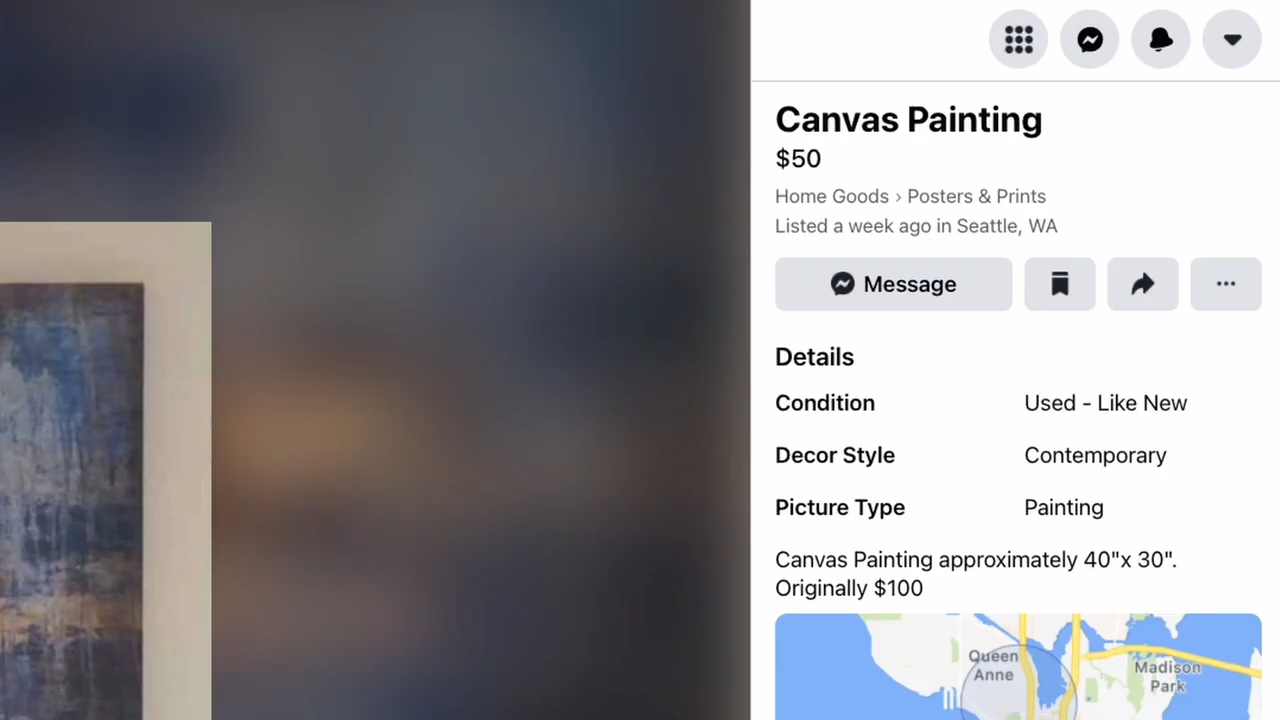 Canvas Painting
$50
Home Goods › Posters & Prints
Listed a week ago in Seattle, WA
Message
Details
Condition Used - Like New
Decor Style Contemporary
Picture Type Painting
Canvas Painting approximately 40"x 30".
Originally $100
Queen
Anne
Madison
Park